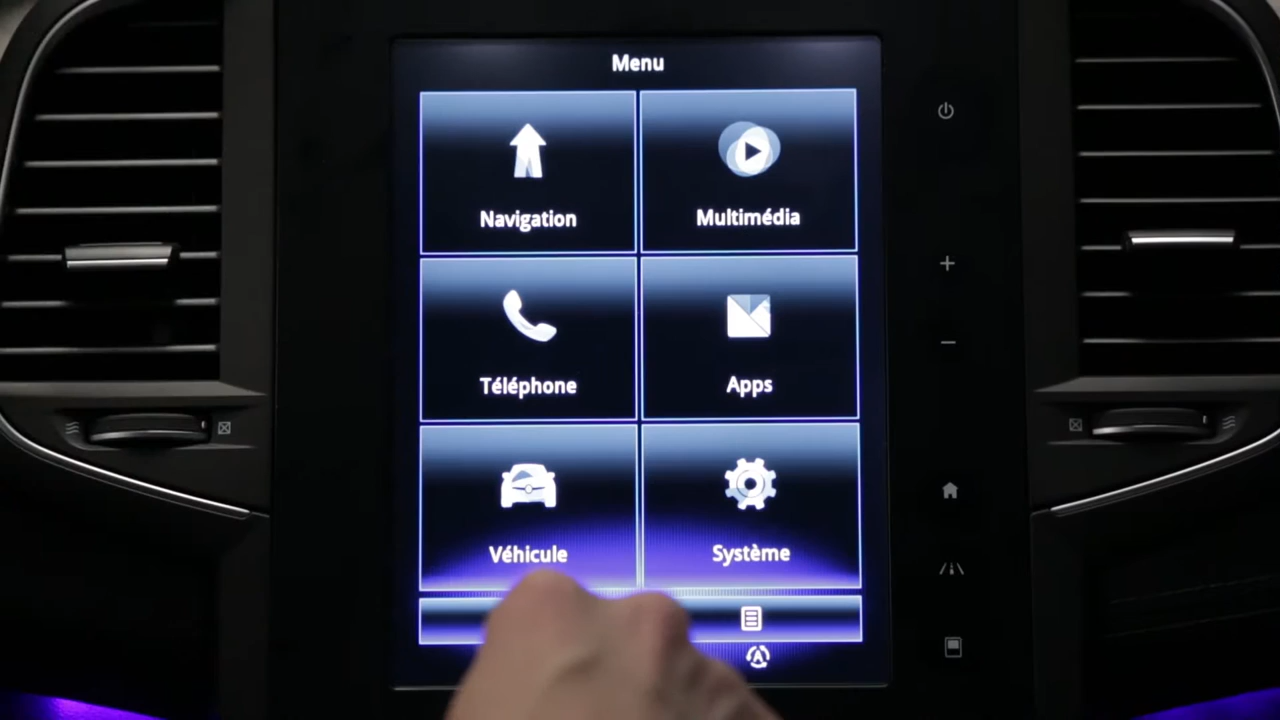 Menu
Navigation
Multimédia
Téléphone
Apps
Véhicule
Système